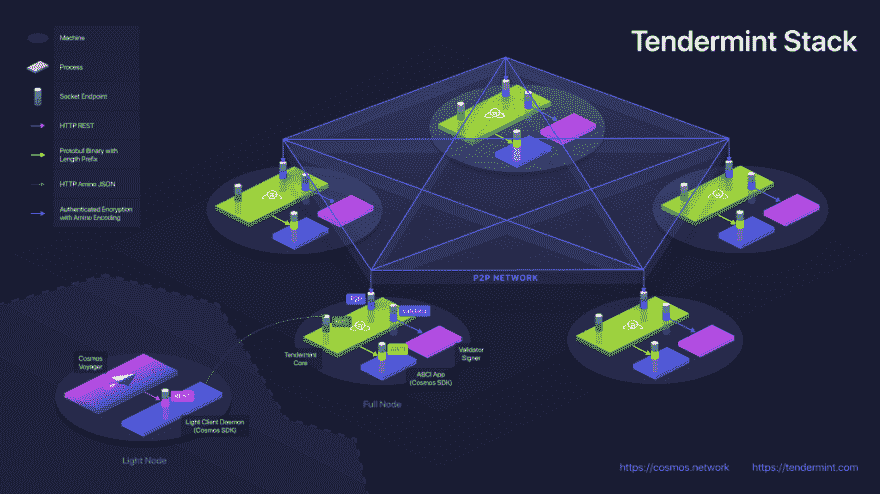 Tendermint Stack
Machine
Process
Socket Endpoint
HTTP REST
Protobuf Binary with
Length Prefix
HTTP Amino JSON
Authenticated Encryption
with Amino Encoding
P2P NETWORK
P2P
ABCI
Tendermint
Core
Validator
Signer
ABCI App
(Cosmos SDK)
Full Node
Cosmos
Voyager
REST
Light Client Daemon
(Cosmos SDK)
Light Node
https://cosmos.network
https://tendermint.com